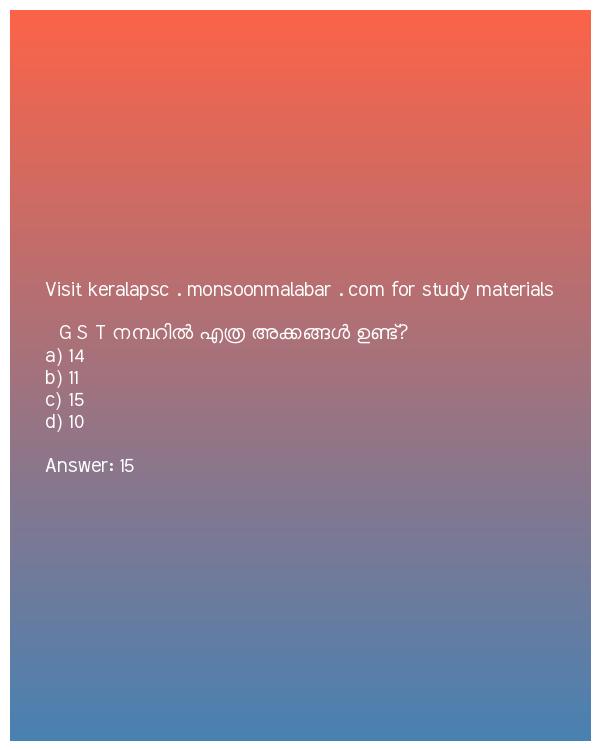 Visit keralapsc . monsoonmalabar . com for study materials
G S T നമ്പറിൽ എത്ര അക്കങ്ങൾ ഉണ്ട്?
a) 14
b) 11
c) 15
d) 10
Answer: 15